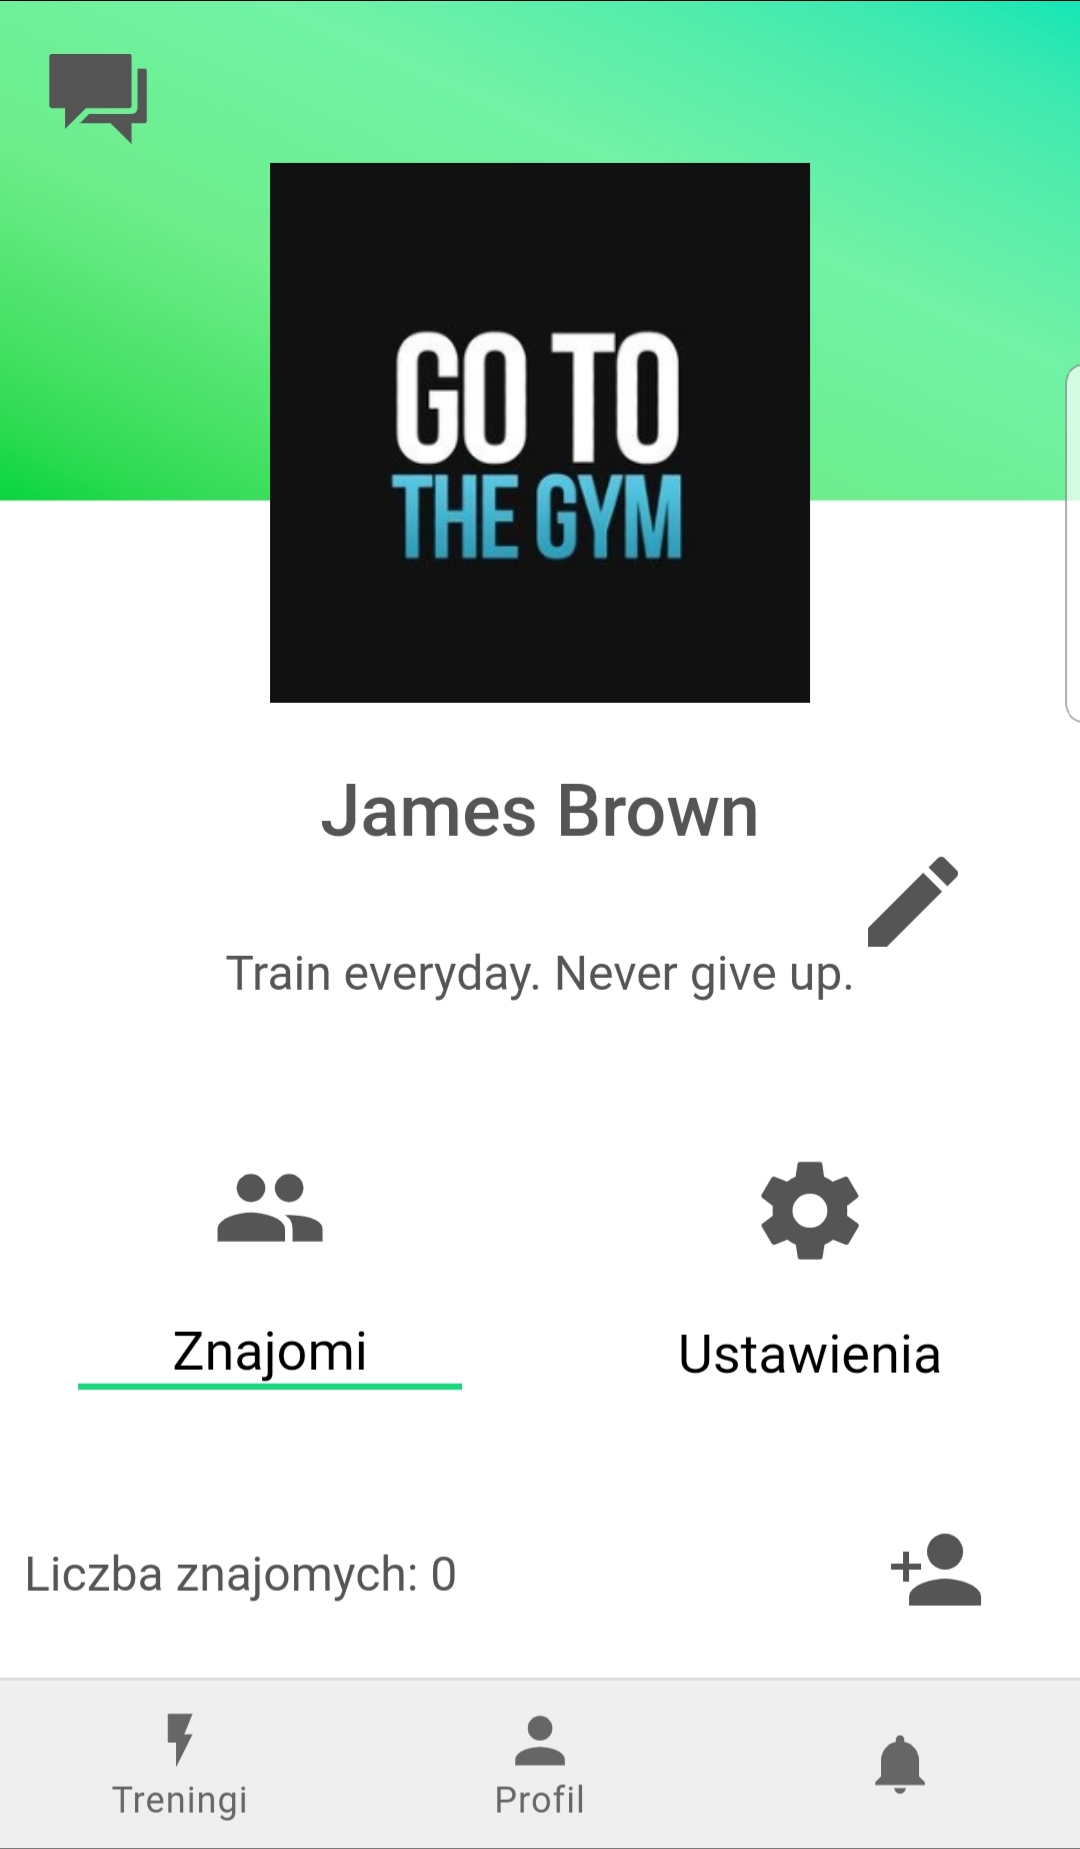 GO TO
THE GYM
James Brown
Train everyday. Never give up.
Znajomi
Ustawienia
Liczba znajomych: 0
Treningi
Profil